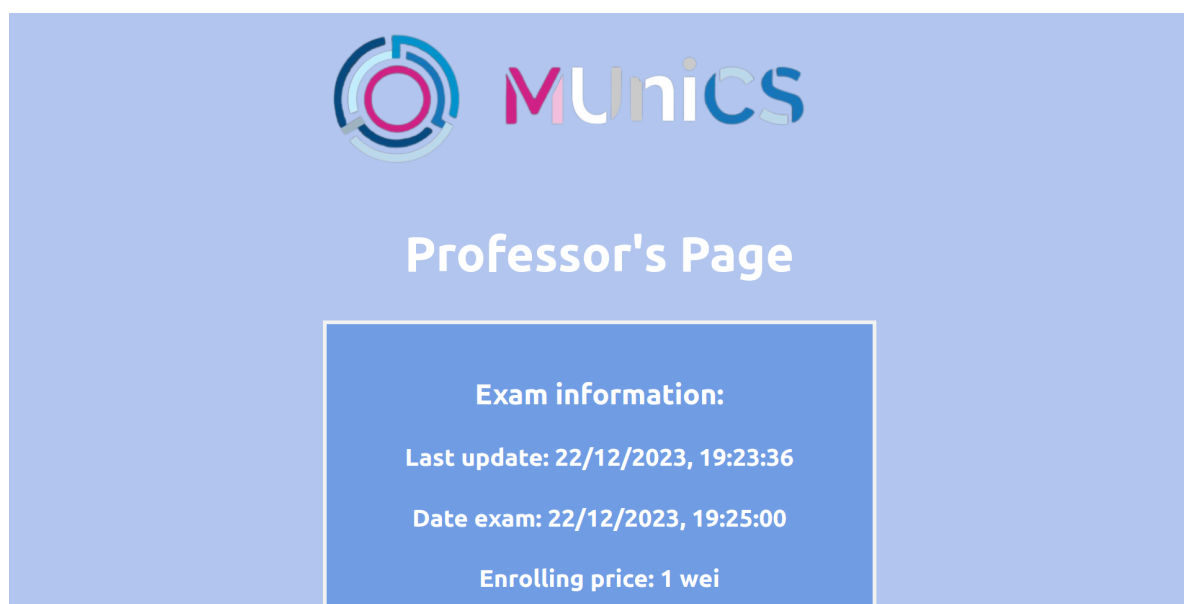 MUniCS
Professor's Page
Exam information:
Last update: 22/12/2023, 19:23:36
Date exam: 22/12/2023, 19:25:00
Enrolling price: 1 wei